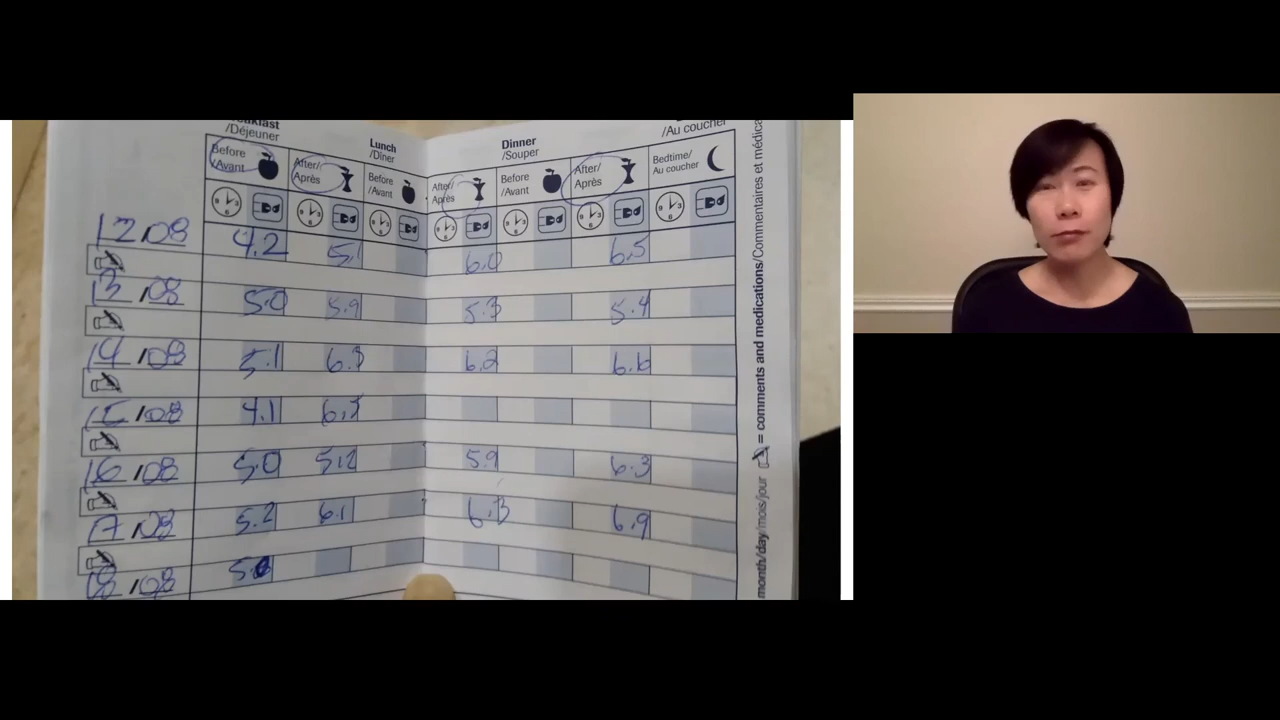 /Déjeuner
Lunch
/Dîner
Dinner
/Souper
/Au coucher
Before
/Avant
After/
Après
Before
/Avant
After/
Après
Before
/Avant
After/
Après
Bedtime/
Au coucher
12/08 4.2 5.1 6.0 6.5
13/08 5.0 5.9 5.3 5.4
14/08 5.1 6.3 6.2 6.6
/08 4.1
16/08 5.0 5.2 5.9 6.3
17/08 5.2 6.1 6.3 6.9
18/08
= comments and medications/Commentaires et médica
month/day/mois/jour